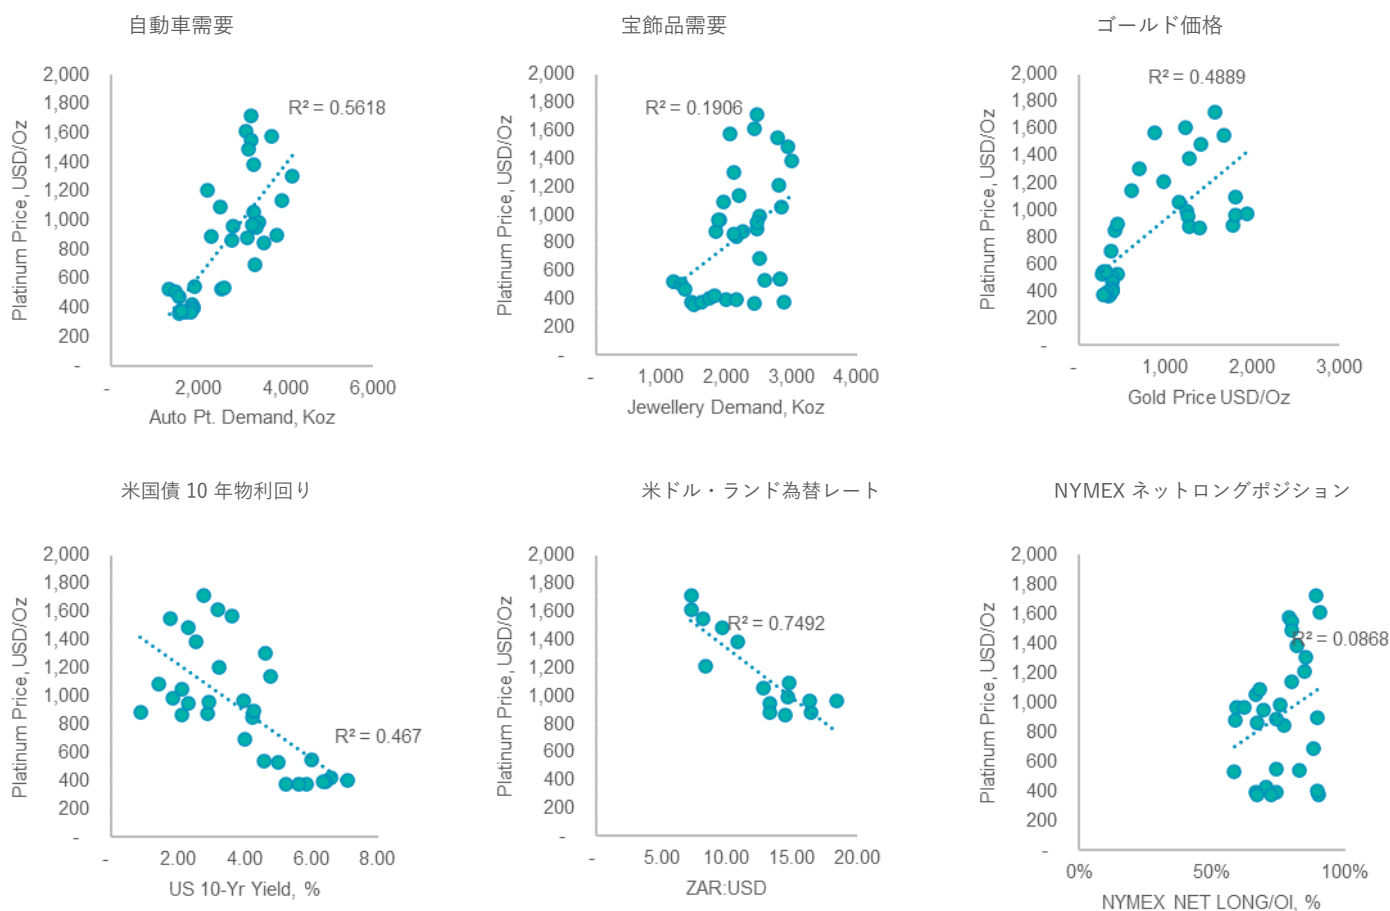 自動車需要
2,000
1,800
1,600
1,400
1,200
1,000
800
600
400
200
-
Platinum Price, USD/Oz
R² = 0.5618
2,000 4,000 6,000
Auto Pt. Demand, Koz
宝飾品需要
2,000
1,800
1,600
1,400
1,200
1,000
800
600
400
200
-
Platinum Price, USD/Oz
R² = 0.1906
- 1,000 2,000 3,000 4,000
Jewellery Demand, Koz
ゴールド価格
2,000
1,800
1,600
1,400
1,200
1,000
800
600
400
200
-
Platinum Price, USD/Oz
R² = 0.4889
- 1,000 2,000 3,000
Gold Price USD/Oz
米国債 10 年物利回り
2,000
1,800
1,600
1,400
1,200
1,000
800
600
400
200
-
Platinum Price, USD/Oz
R² = 0.467
- 2.00 4.00 6.00 8.00
US 10-Yr Yield, %
米ドル・ランド為替レート
2,000
1,800
1,600
1,400
1,200
1,000
800
600
400
200
-
Platinum Price, USD/Oz
R² = 0.7492
- 5.00 10.00 15.00 20.00
ZAR:USD
NYMEX ネットロングポジション
2,000
1,800
1,600
1,400
1,200
1,000
800
600
400
200
-
Platinum Price, USD/Oz
R² = 0.0868
0% 50% 100%
NYMEX NET LONG/OI, %